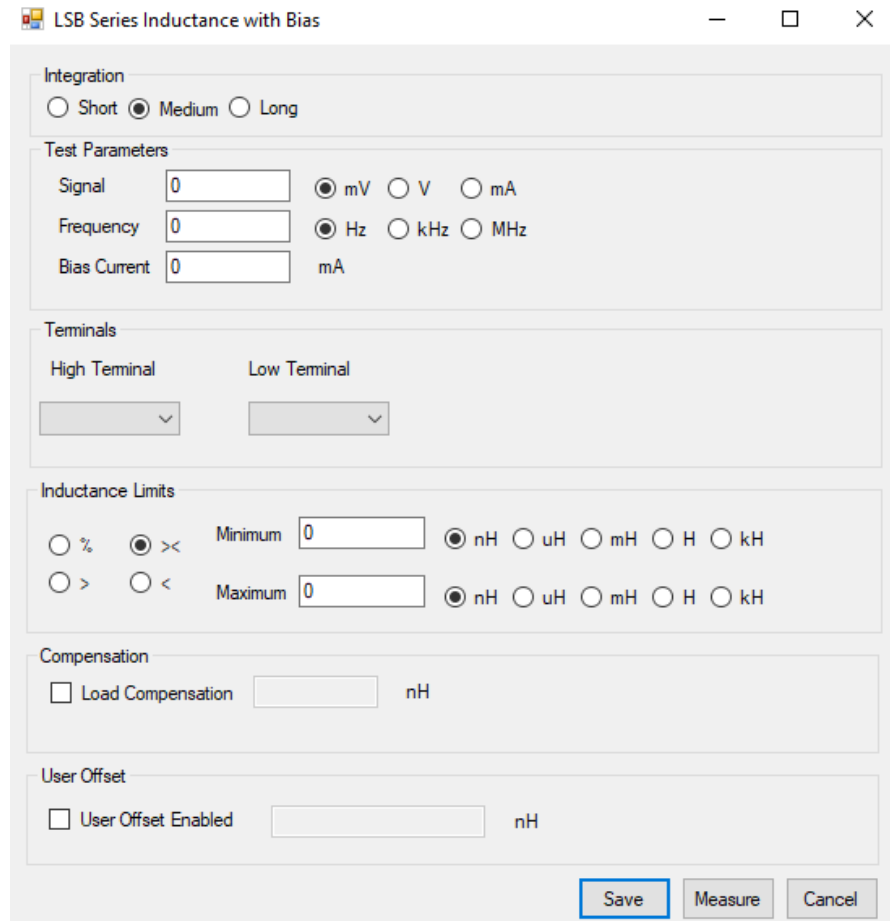 LSB Series Inductance with Bias
Integration
Short Medium Long
Test Parameters
Signal 0 mV V mA
Frequency 0 Hz kHz MHz
Bias Current 0 mA
Terminals
High Terminal Low Terminal
Inductance Limits
% >< Minimum 0 nH uH mH H kH
> < Maximum 0 nH uH mH H kH
Compensation
Load Compensation nH
User Offset
User Offset Enabled nH
Save Measure Cancel